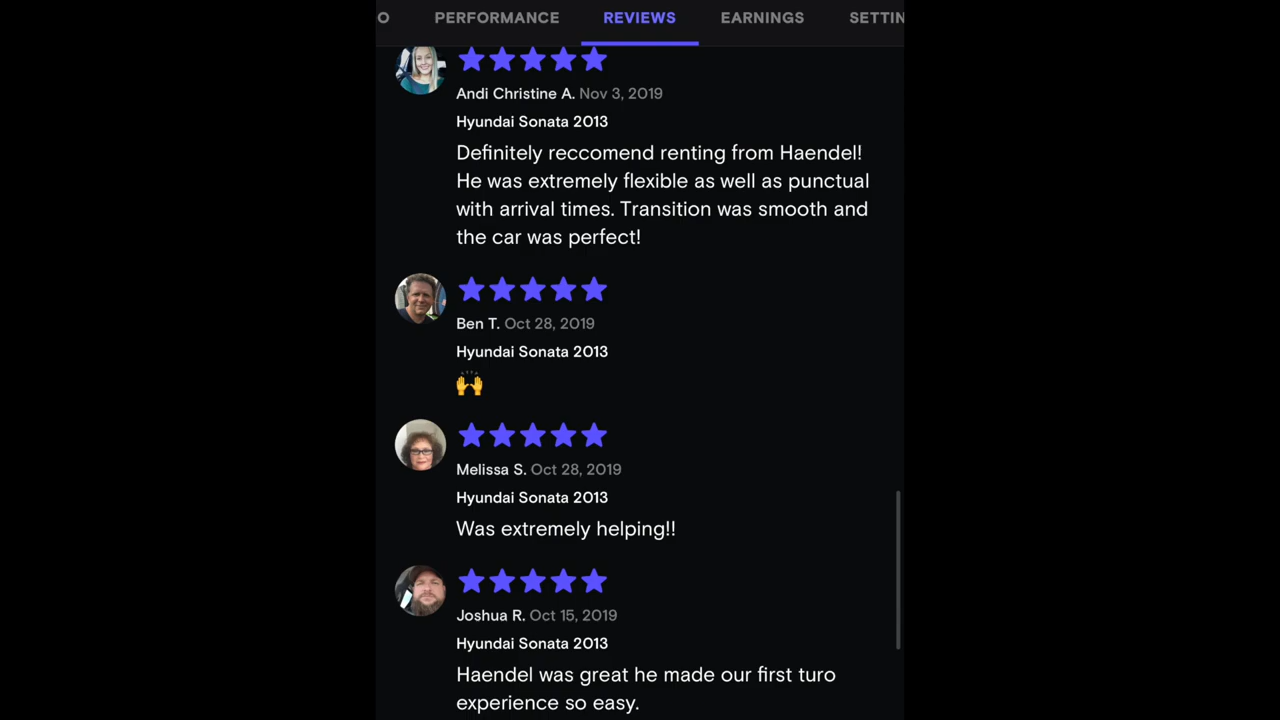 O PERFORMANCE REVIEWS EARNINGS SETTIN
Andi Christine A. Nov 3, 2019
Hyundai Sonata 2013
Definitely reccomend renting from Haendel!
He was extremely flexible as well as punctual
with arrival times. Transition was smooth and
the car was perfect!
Ben T. Oct 28, 2019
Hyundai Sonata 2013
🙌
Melissa S. Oct 28, 2019
Hyundai Sonata 2013
Was extremely helping!!
Joshua R. Oct 15, 2019
Hyundai Sonata 2013
Haendel was great he made our first turo
experience so easy.